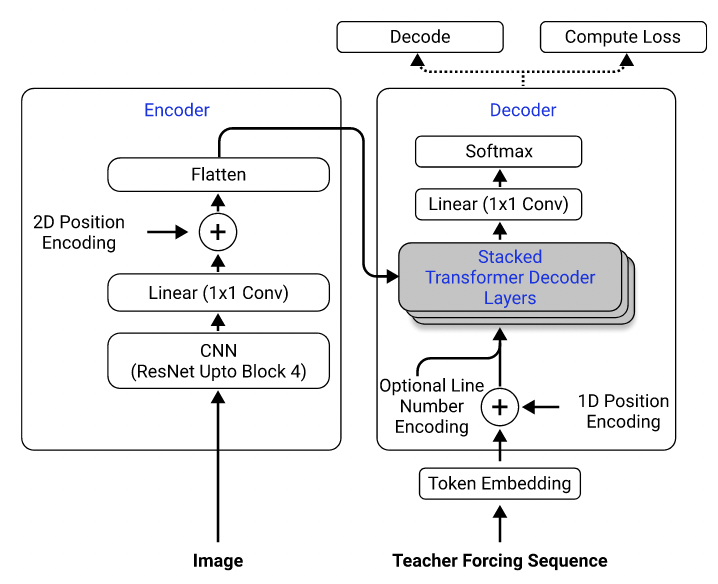 Decode
Compute Loss
Encoder
Flatten
2D Position
Encoding
+
Linear (1x1 Conv)
CNN
(ResNet Upto Block 4)
Image
Decoder
Softmax
Linear (1x1 Conv)
Stacked
Transformer Decoder
Layers
Optional Line
Number
Encoding
+
1D Position
Encoding
Token Embedding
Teacher Forcing Sequence